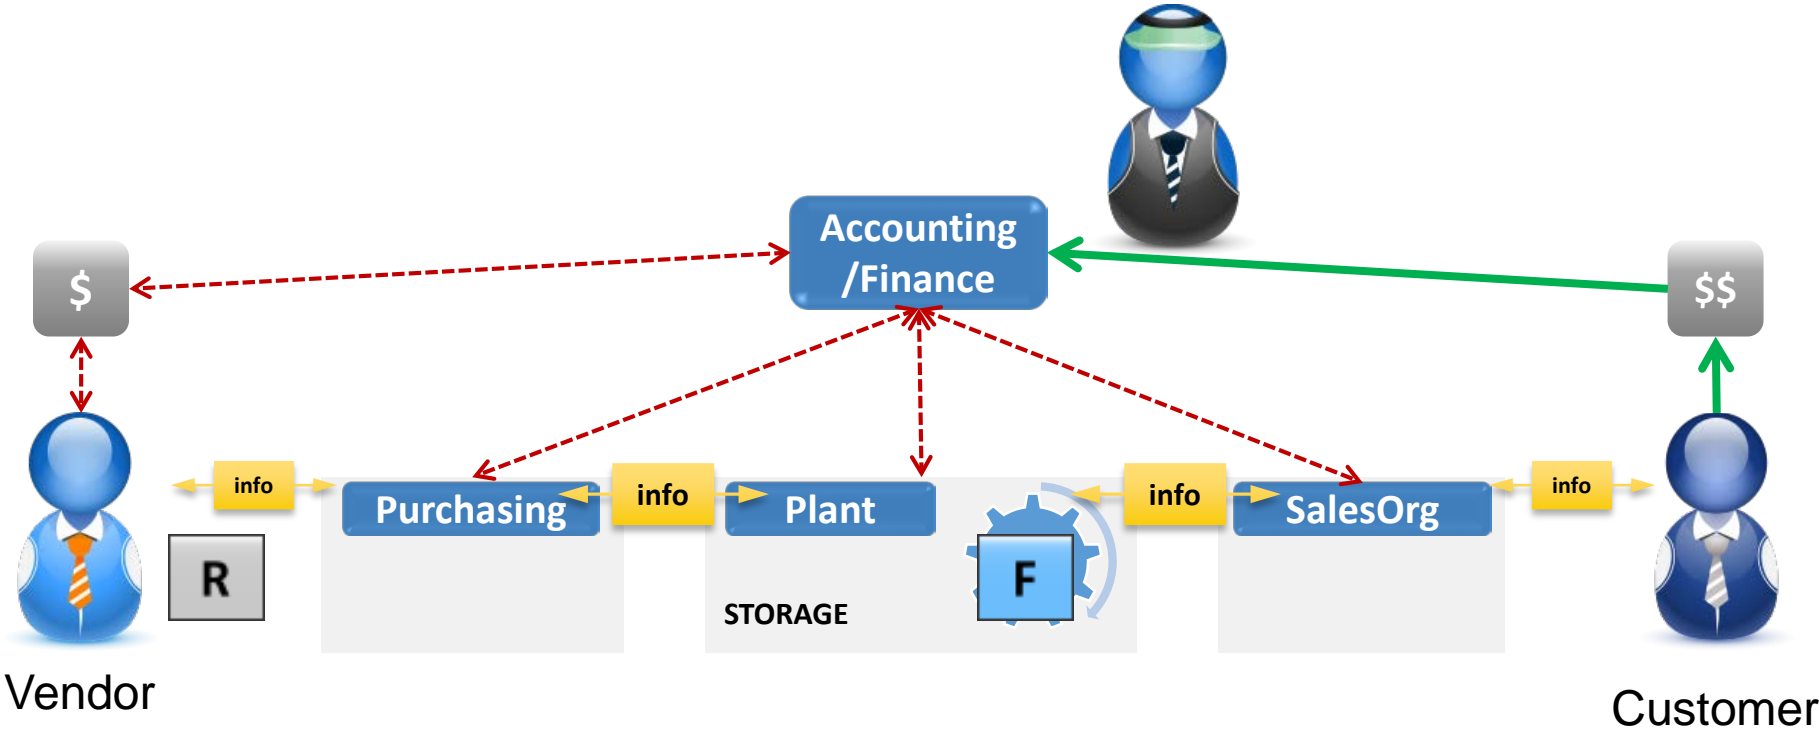 Accounting
/Finance
$
$$
info
Purchasing
info
Plant
info
SalesOrg
info
R
F
STORAGE
Vendor
Customer